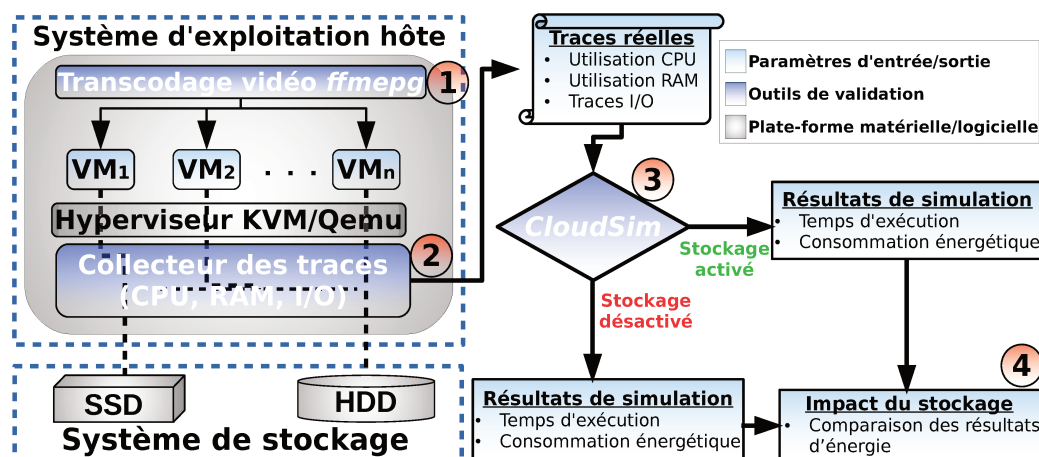 Système d'exploitation hôte
Transcodage vidéo ffmepg
1
VM1
VM2
. . .
VMn
Hyperviseur KVM/Qemu
Collecteur des traces
(CPU, RAM, I/O)
2
SSD
HDD
Système de stockage
Traces réelles
• Utilisation CPU
• Utilisation RAM
• Traces I/O
Paramètres d'entrée/sortie
Outils de validation
Plate-forme matérielle/logicielle
3
CloudSim
Stockage
activé
Stockage
désactivé
Résultats de simulation
• Temps d'exécution
• Consommation énergétique
Résultats de simulation
• Temps d'exécution
• Consommation énergétique
4
Impact du stockage
• Comparaison des résultats
d’énergie